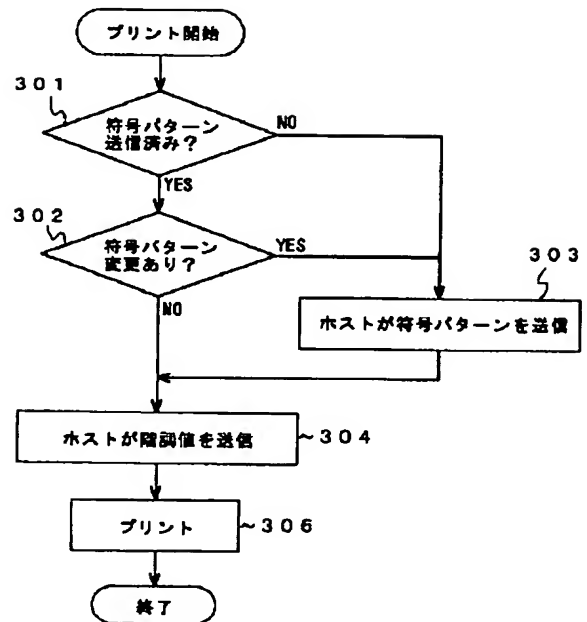 プリント開始
301
符号パターン
送信済み?
NO
YES
302
符号パターン
変更あり?
YES
NO
303
ホストが符号パターンを送信
ホストが階調値を送信
~304
プリント
~306
終了